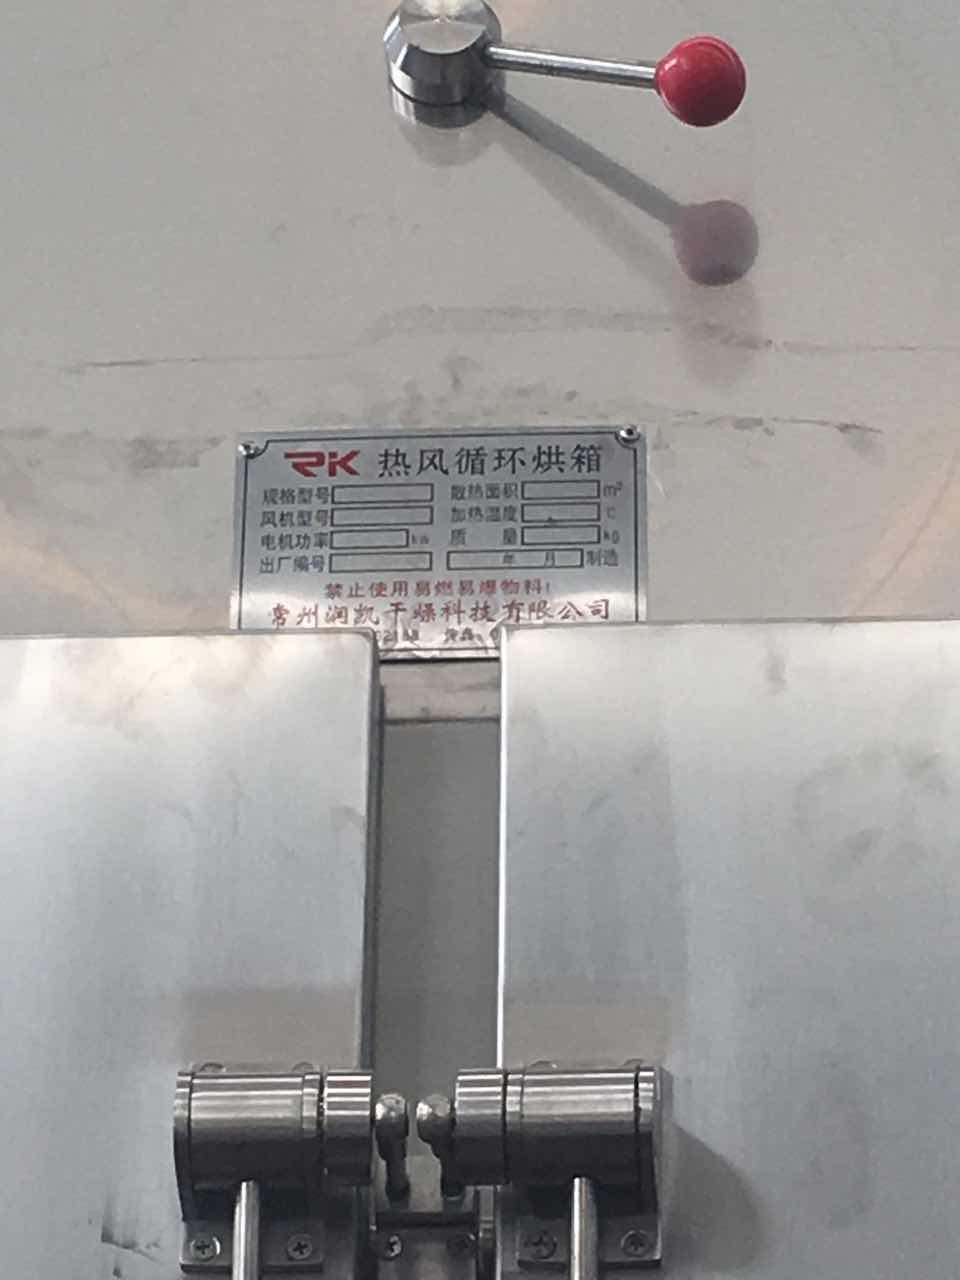 RK 热风循环烘箱
规格型号 散热面积 m²
风机型号 加热温度 ℃
电机功率 kw 质 量 kg
出厂编号 年 月 制造
禁止使用易燃易爆物料!
常州润凯干燥科技有限公司